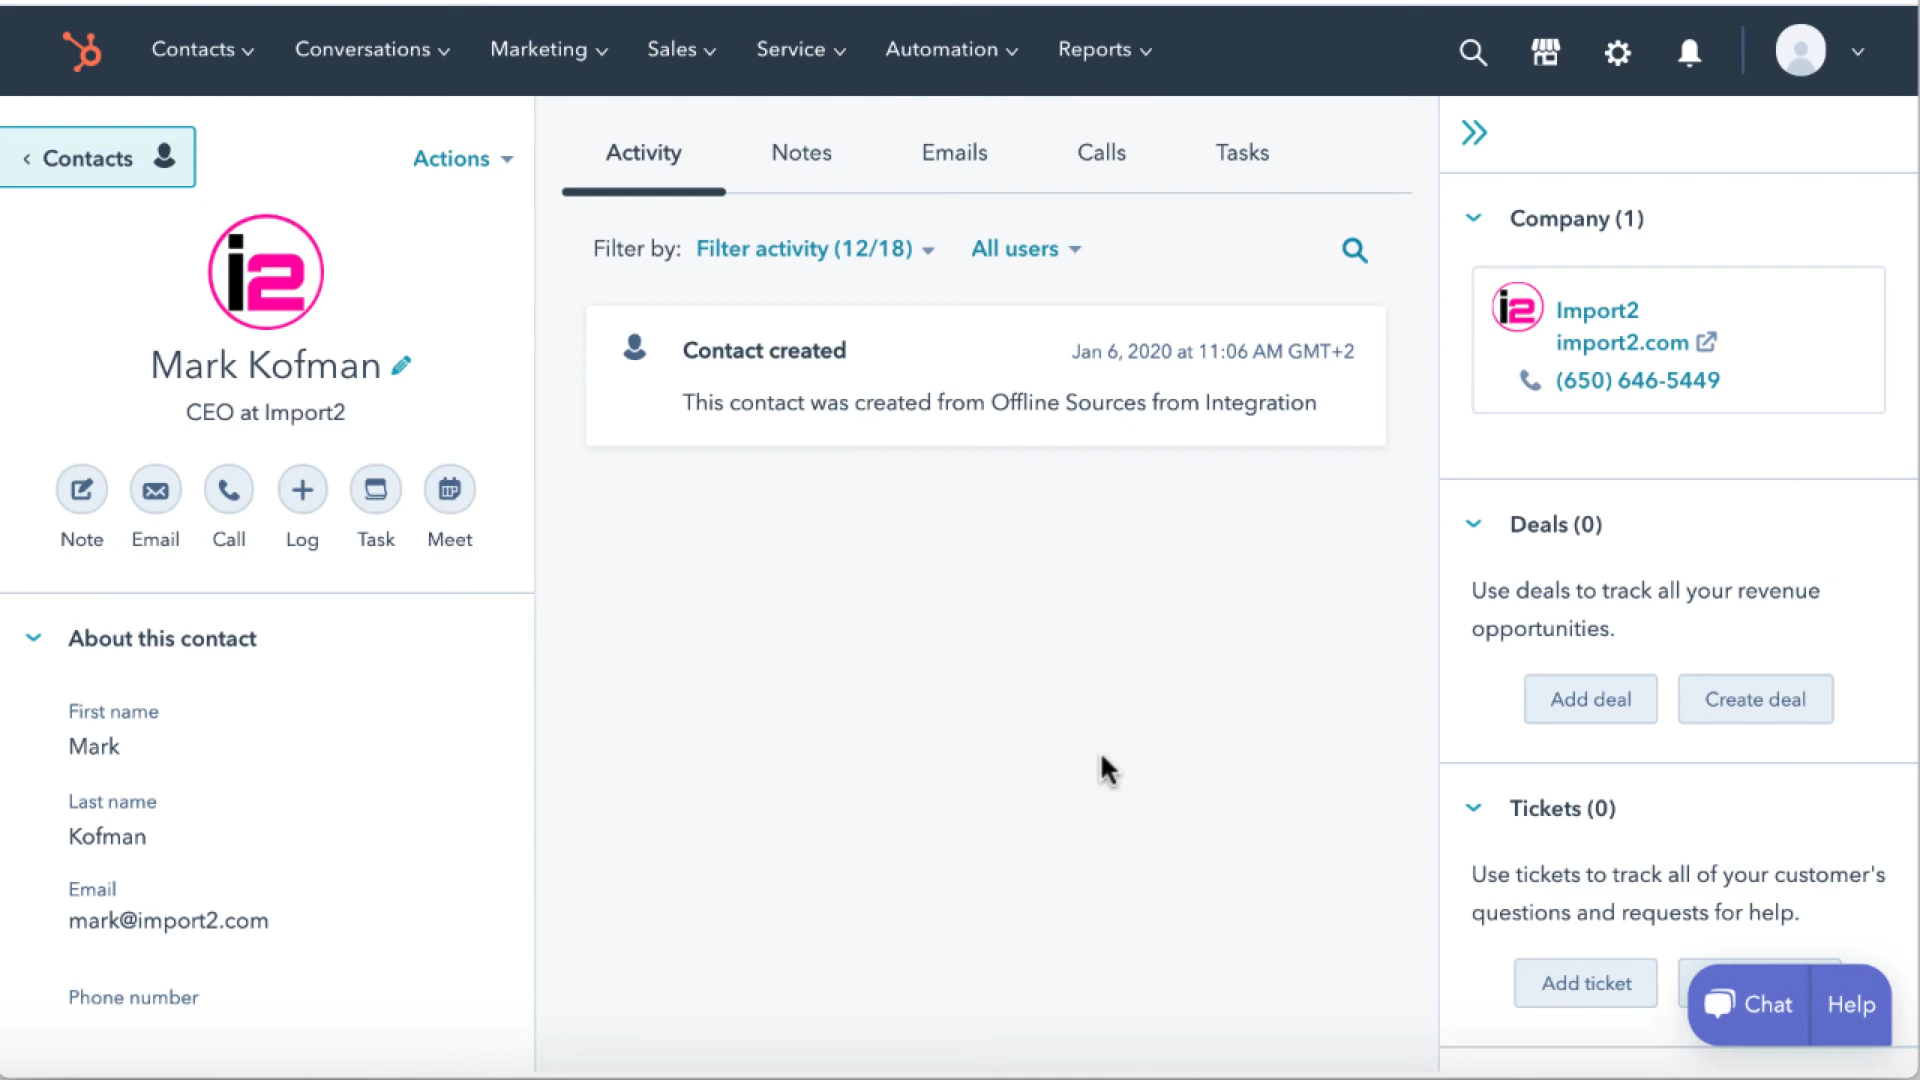 Contacts Conversations Marketing Sales Service Automation Reports
Contacts
Actions
i2
Mark Kofman
CEO at Import2
Note Email Call Log Task Meet
About this contact
First name
Mark
Last name
Kofman
Email
mark@import2.com
Phone number
Activity Notes Emails Calls Tasks
Filter by: Filter activity (12/18) All users
Contact created Jan 6, 2020 at 11:06 AM GMT+2
This contact was created from Offline Sources from Integration
Company (1)
i2
Import2
import2.com
(650) 646-5449
Deals (0)
Use deals to track all your revenue
opportunities.
Add deal Create deal
Tickets (0)
Use tickets to track all of your customer's
questions and requests for help.
Add ticket
Chat Help